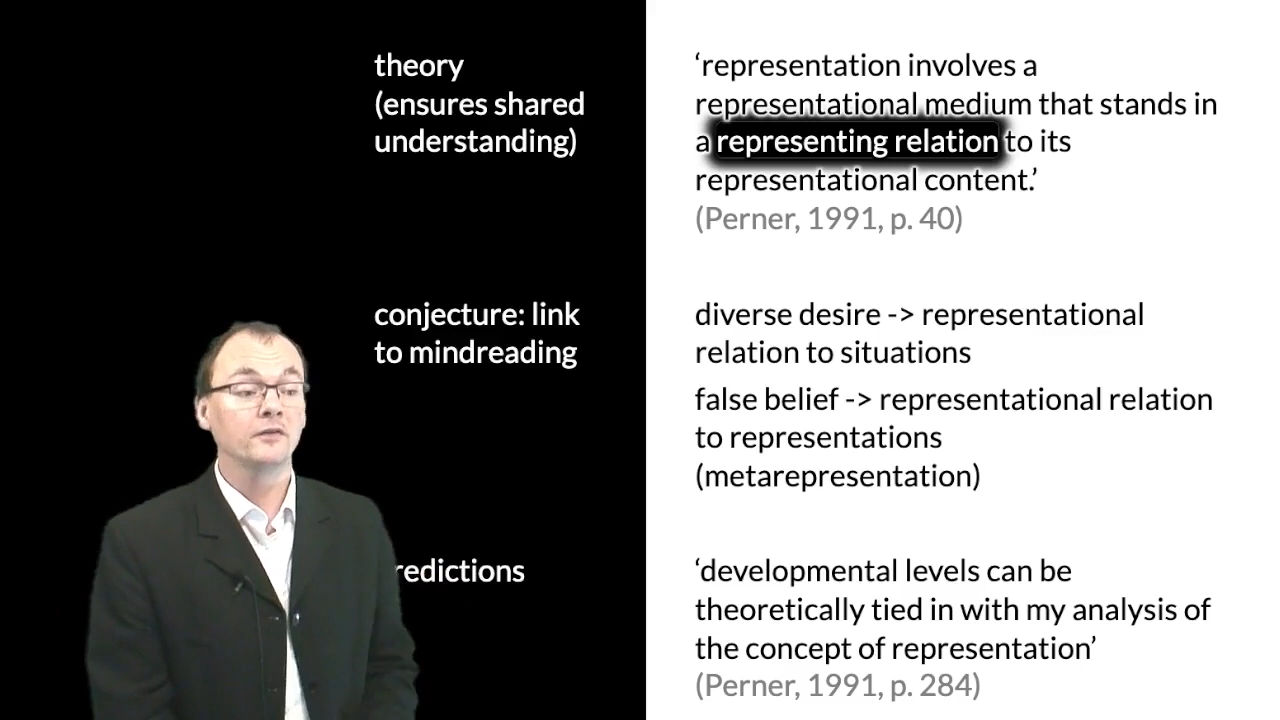 theory
(ensures shared
understanding)
‘representation involves a
representational medium that stands in
a representing relation to its
representational content.’
(Perner, 1991, p. 40)
conjecture: link
to mindreading
diverse desire -> representational
relation to situations
false belief -> representational relation
to representations
(metarepresentation)
redictions
‘developmental levels can be
theoretically tied in with my analysis of
the concept of representation’
(Perner, 1991, p. 284)